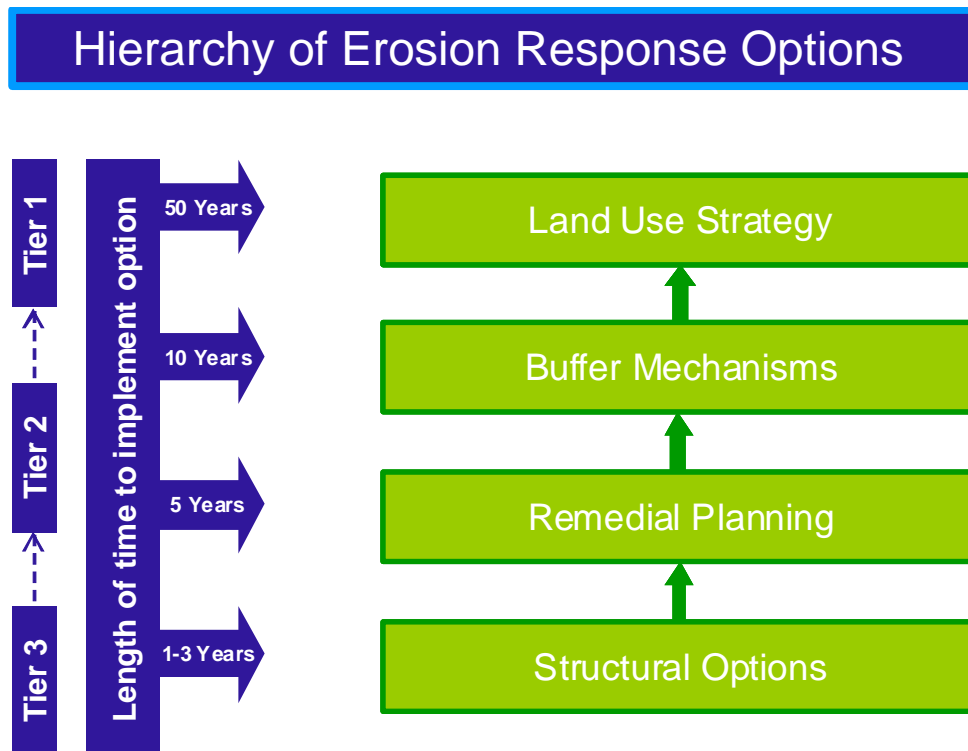 Hierarchy of Erosion Response Options
Tier 1
Tier 2
Tier 3
Length of time to implement option
50 Years
Land Use Strategy
10 Years
Buffer Mechanisms
5 Years
Remedial Planning
1-3 Years
Structural Options